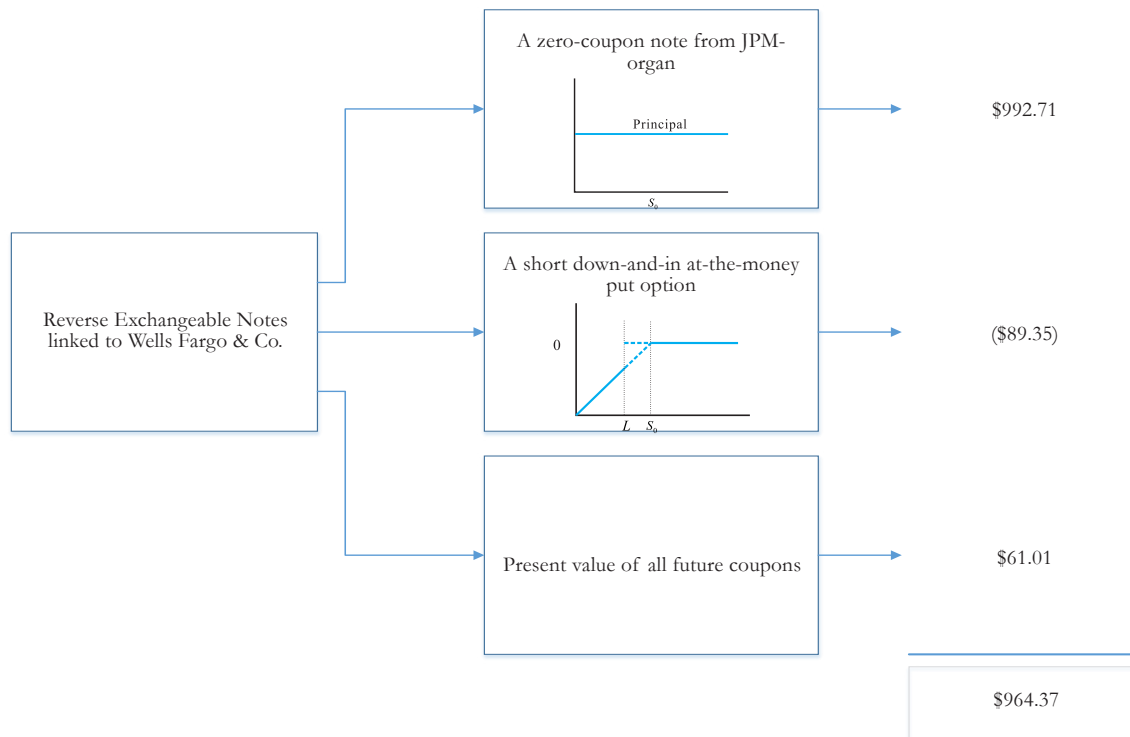 A zero-coupon note from JPM-
organ
Principal
S₀
$992.71
Reverse Exchangeable Notes
linked to Wells Fargo & Co.
A short down-and-in at-the-money
put option
0
L S₀
($89.35)
Present value of all future coupons
$61.01
$964.37